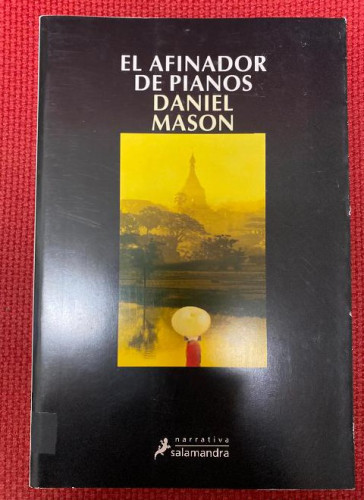 EL AFINADOR
DE PIANOS
DANIEL
MASON
narrativa
salamandra